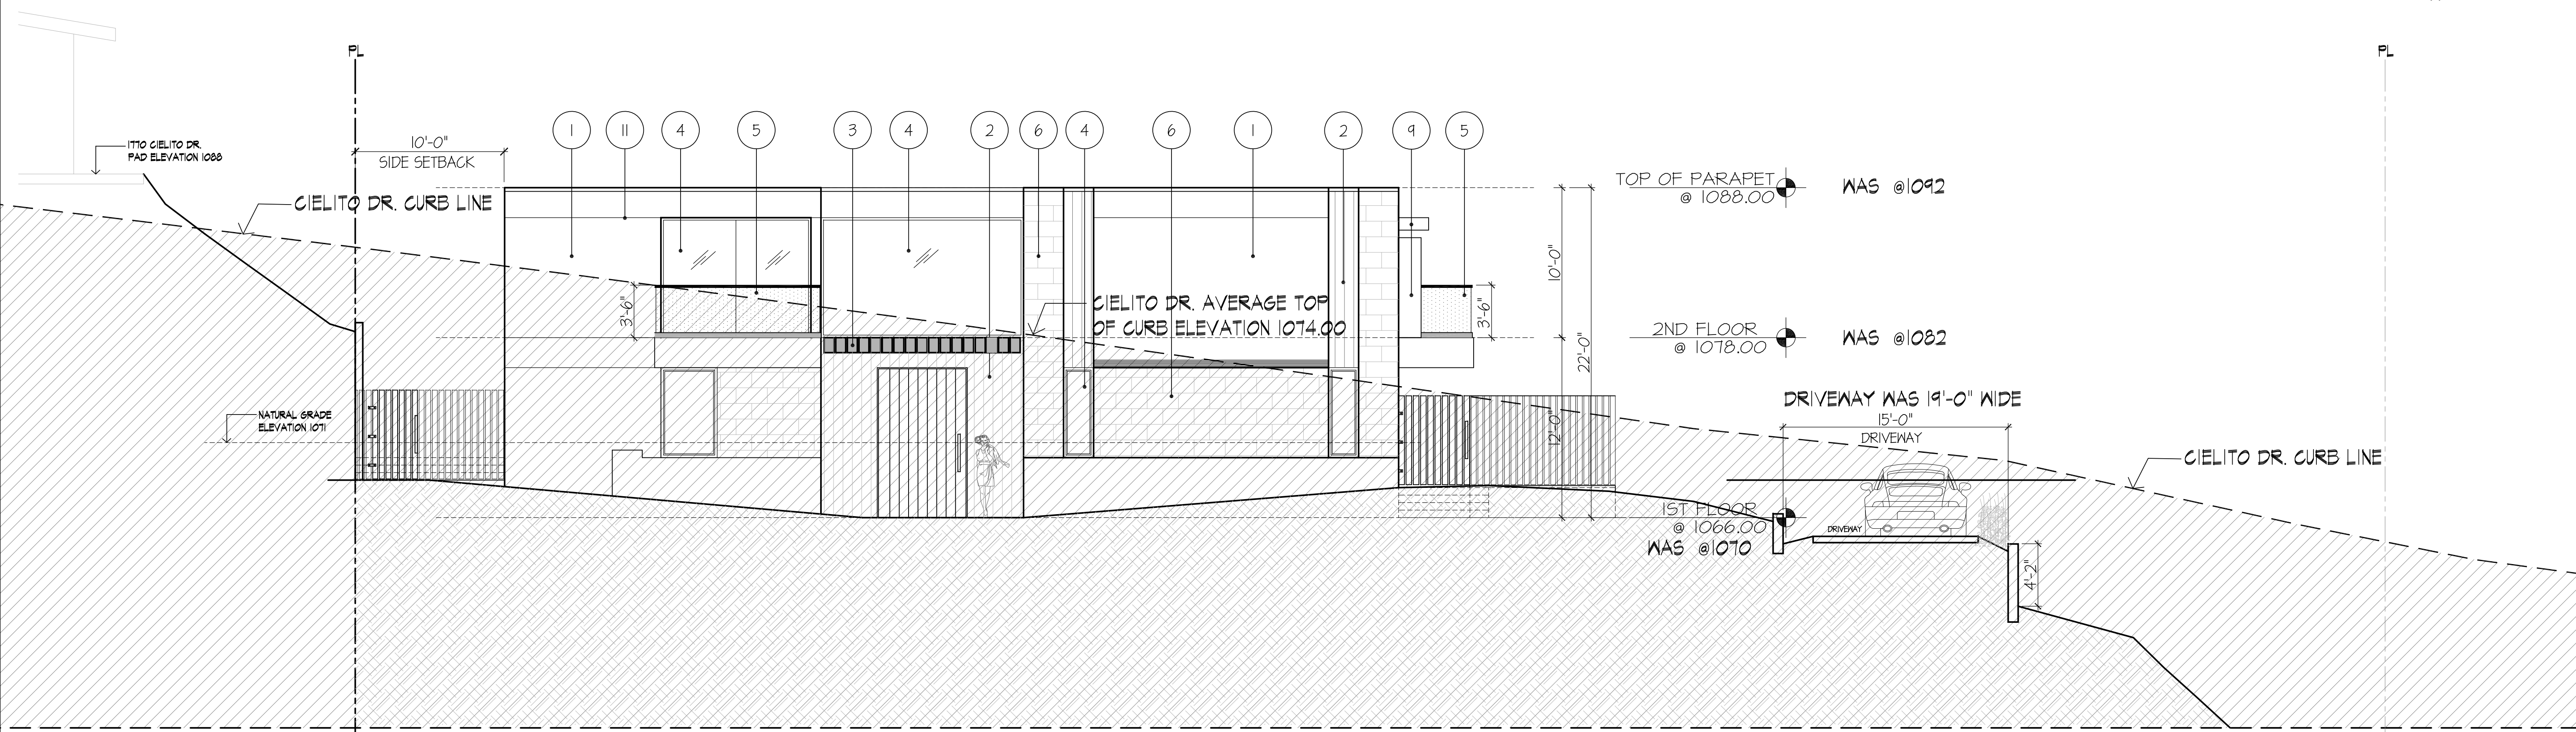 PL
PL
1770 CIELITO DR.
PAD ELEVATION 1088
10'-0"
SIDE SETBACK
1
11
4
5
3
4
2
6
4
6
1
2
9
5
CIELITO DR. CURB LINE
TOP OF PARAPET
@ 1088.00
WAS @1092
10'-0"
3'-6"
CIELITO DR. AVERAGE TOP
OF CURB ELEVATION 1074.00
3'-6"
22'-0"
2ND FLOOR
@ 1078.00
WAS @1082
NATURAL GRADE
ELEVATION 1071
12'-0"
DRIVEWAY WAS 19'-0" WIDE
15'-0"
DRIVEWAY
CIELITO DR. CURB LINE
1ST FLOOR
@ 1066.00
WAS @1070
DRIVEWAY
4'-2"